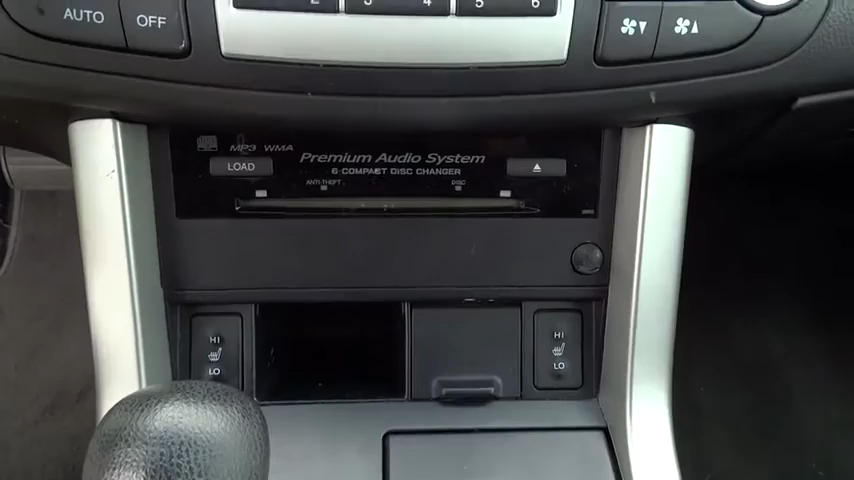 AUTO
OFF
2 3 4 5 6
MP3 WMA
LOAD
Premium Audio System
6-COMPACT DISC CHANGER
ANTI-THEFT
DISC
HI
LO
HI
LO